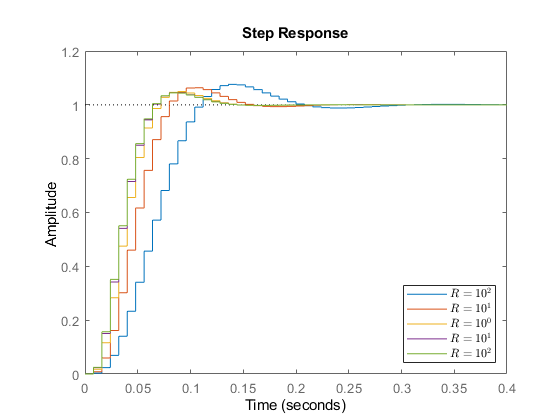 Step Response
Amplitude
1.2
1
0.8
0.6
0.4
0.2
0
R = 10²
R = 10¹
R = 10⁰
R = 10¹
R = 10²
0 0.05 0.1 0.15 0.2 0.25 0.3 0.35 0.4
Time (seconds)